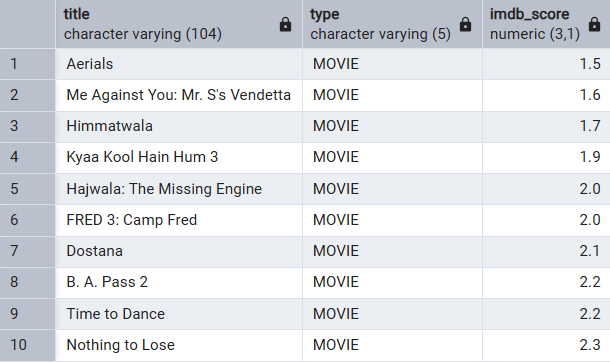 title type imdb_score
character varying (104) character varying (5) numeric (3,1)
1 Aerials MOVIE 1.5
2 Me Against You: Mr. S's Vendetta MOVIE 1.6
3 Himmatwala MOVIE 1.7
4 Kyaa Kool Hain Hum 3 MOVIE 1.9
5 Hajwala: The Missing Engine MOVIE 2.0
6 FRED 3: Camp Fred MOVIE 2.0
7 Dostana MOVIE 2.1
8 B. A. Pass 2 MOVIE 2.2
9 Time to Dance MOVIE 2.2
10 Nothing to Lose MOVIE 2.3